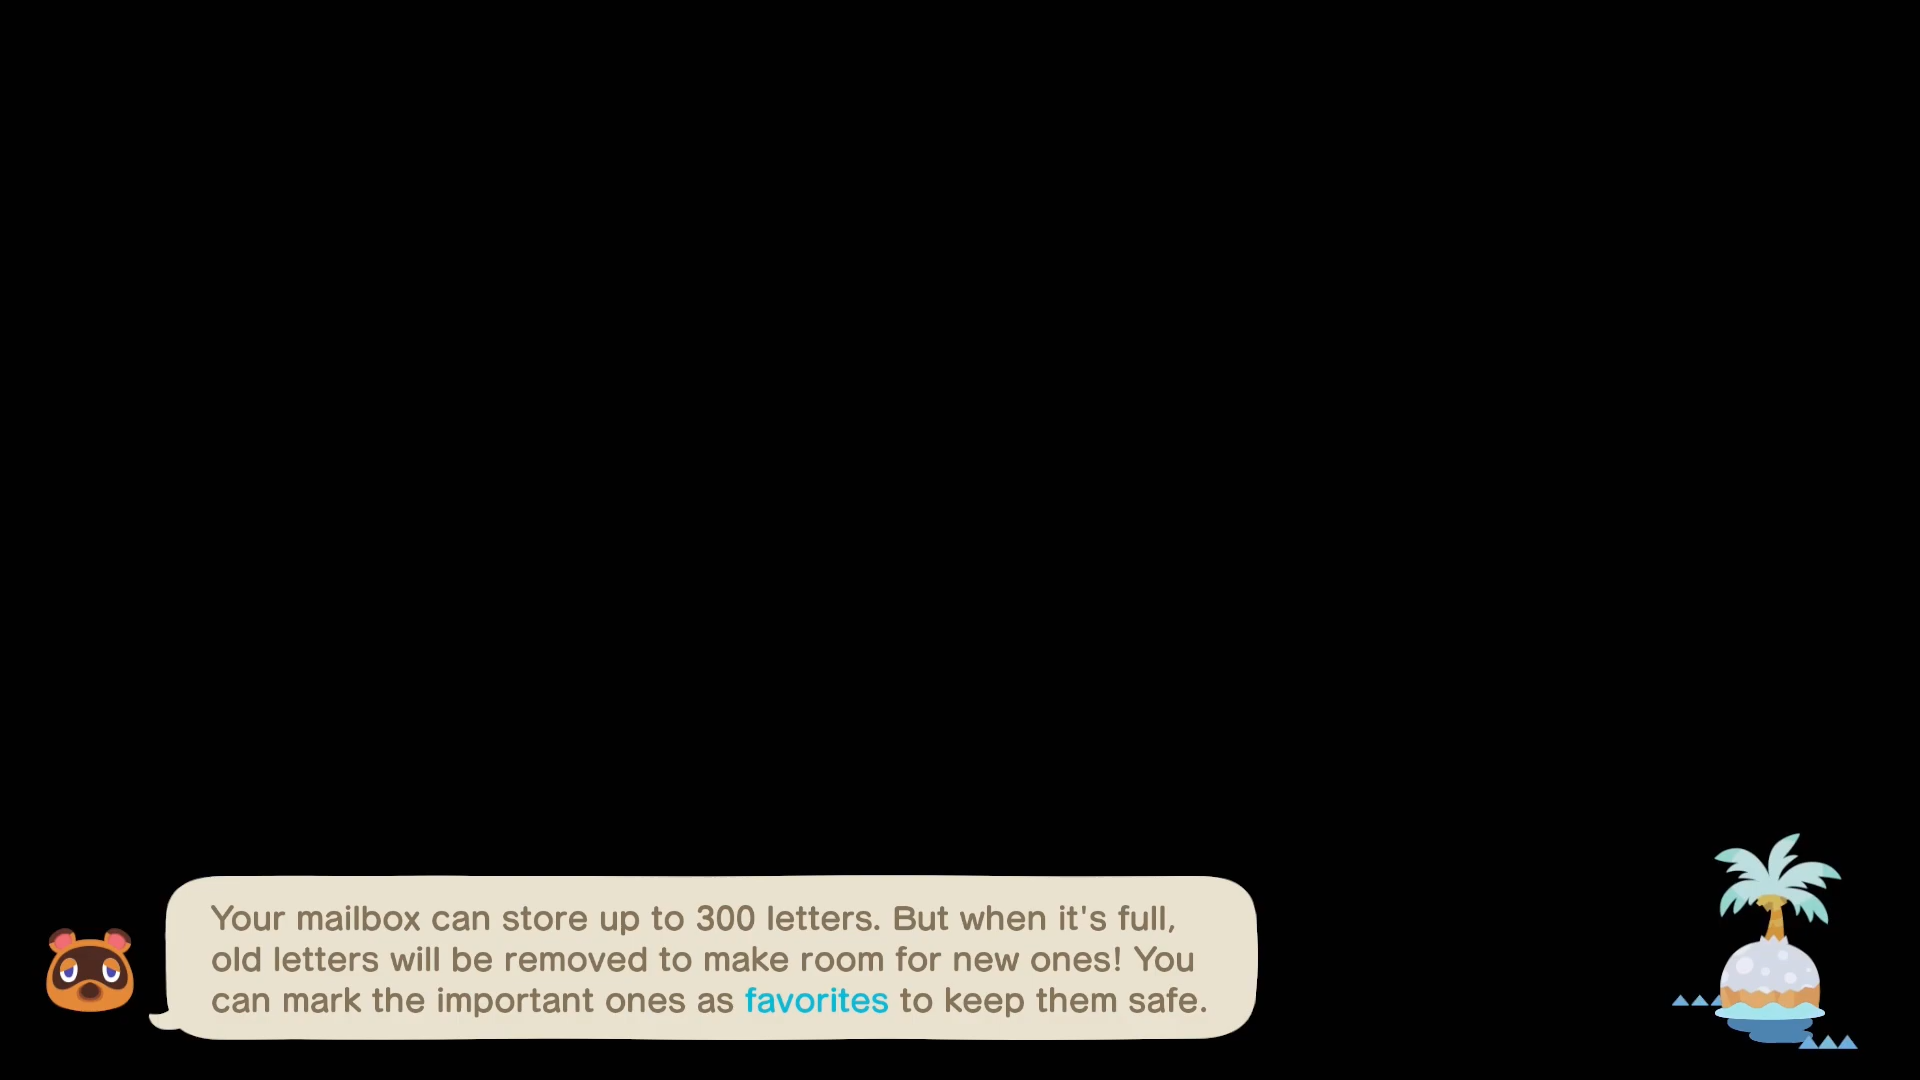 Your mailbox can store up to 300 letters. But when it's full,
old letters will be removed to make room for new ones! You
can mark the important ones as favorites to keep them safe.